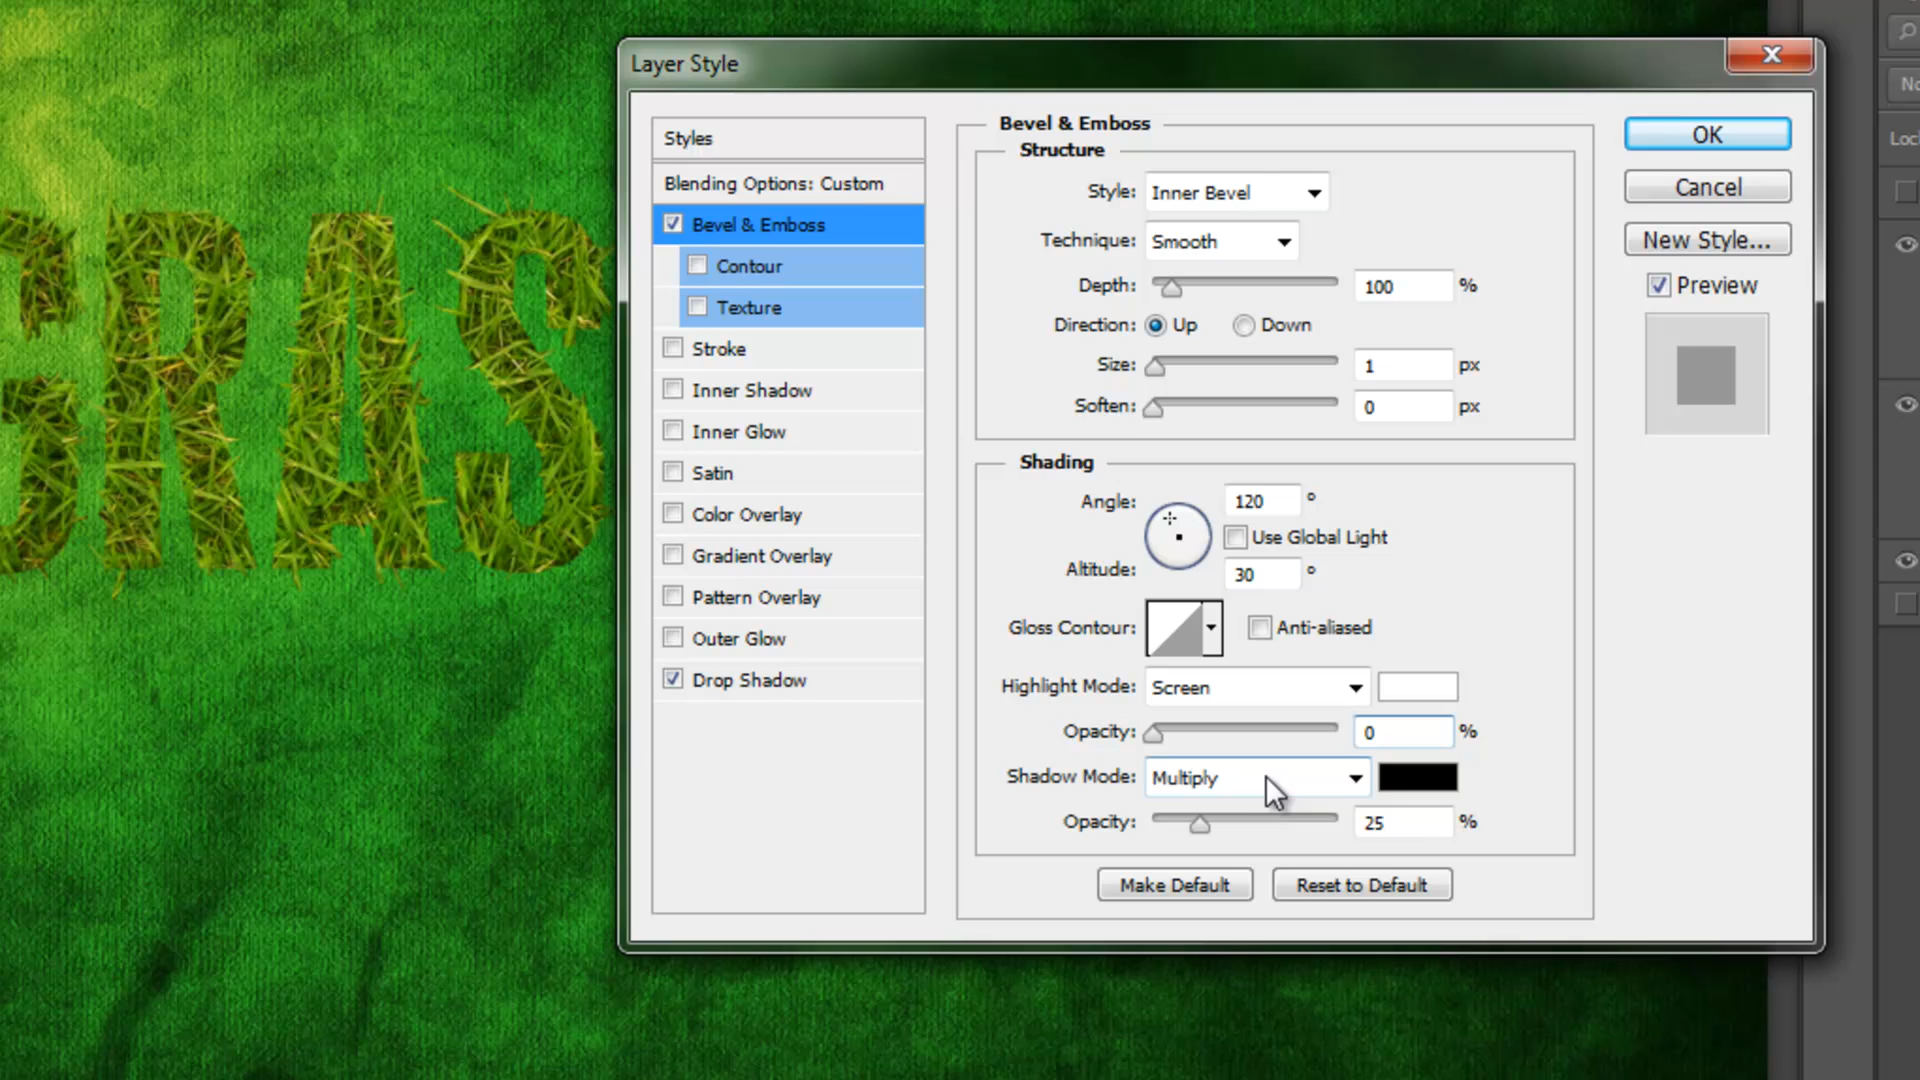 Layer Style
Styles
Blending Options: Custom
Bevel & Emboss
Contour
Texture
Stroke
Inner Shadow
Inner Glow
Satin
Color Overlay
Gradient Overlay
Pattern Overlay
Outer Glow
Drop Shadow
Bevel & Emboss
Structure
Style: Inner Bevel
Technique: Smooth
Depth: 100 %
Direction: Up Down
Size: 1 px
Soften: 0 px
Shading
Angle: 120 °
Use Global Light
Altitude: 30 °
Gloss Contour: Anti-aliased
Highlight Mode: Screen
Opacity: 0 %
Shadow Mode: Multiply
Opacity: 25 %
Make Default Reset to Default
OK
Cancel
New Style...
Preview
GRAS